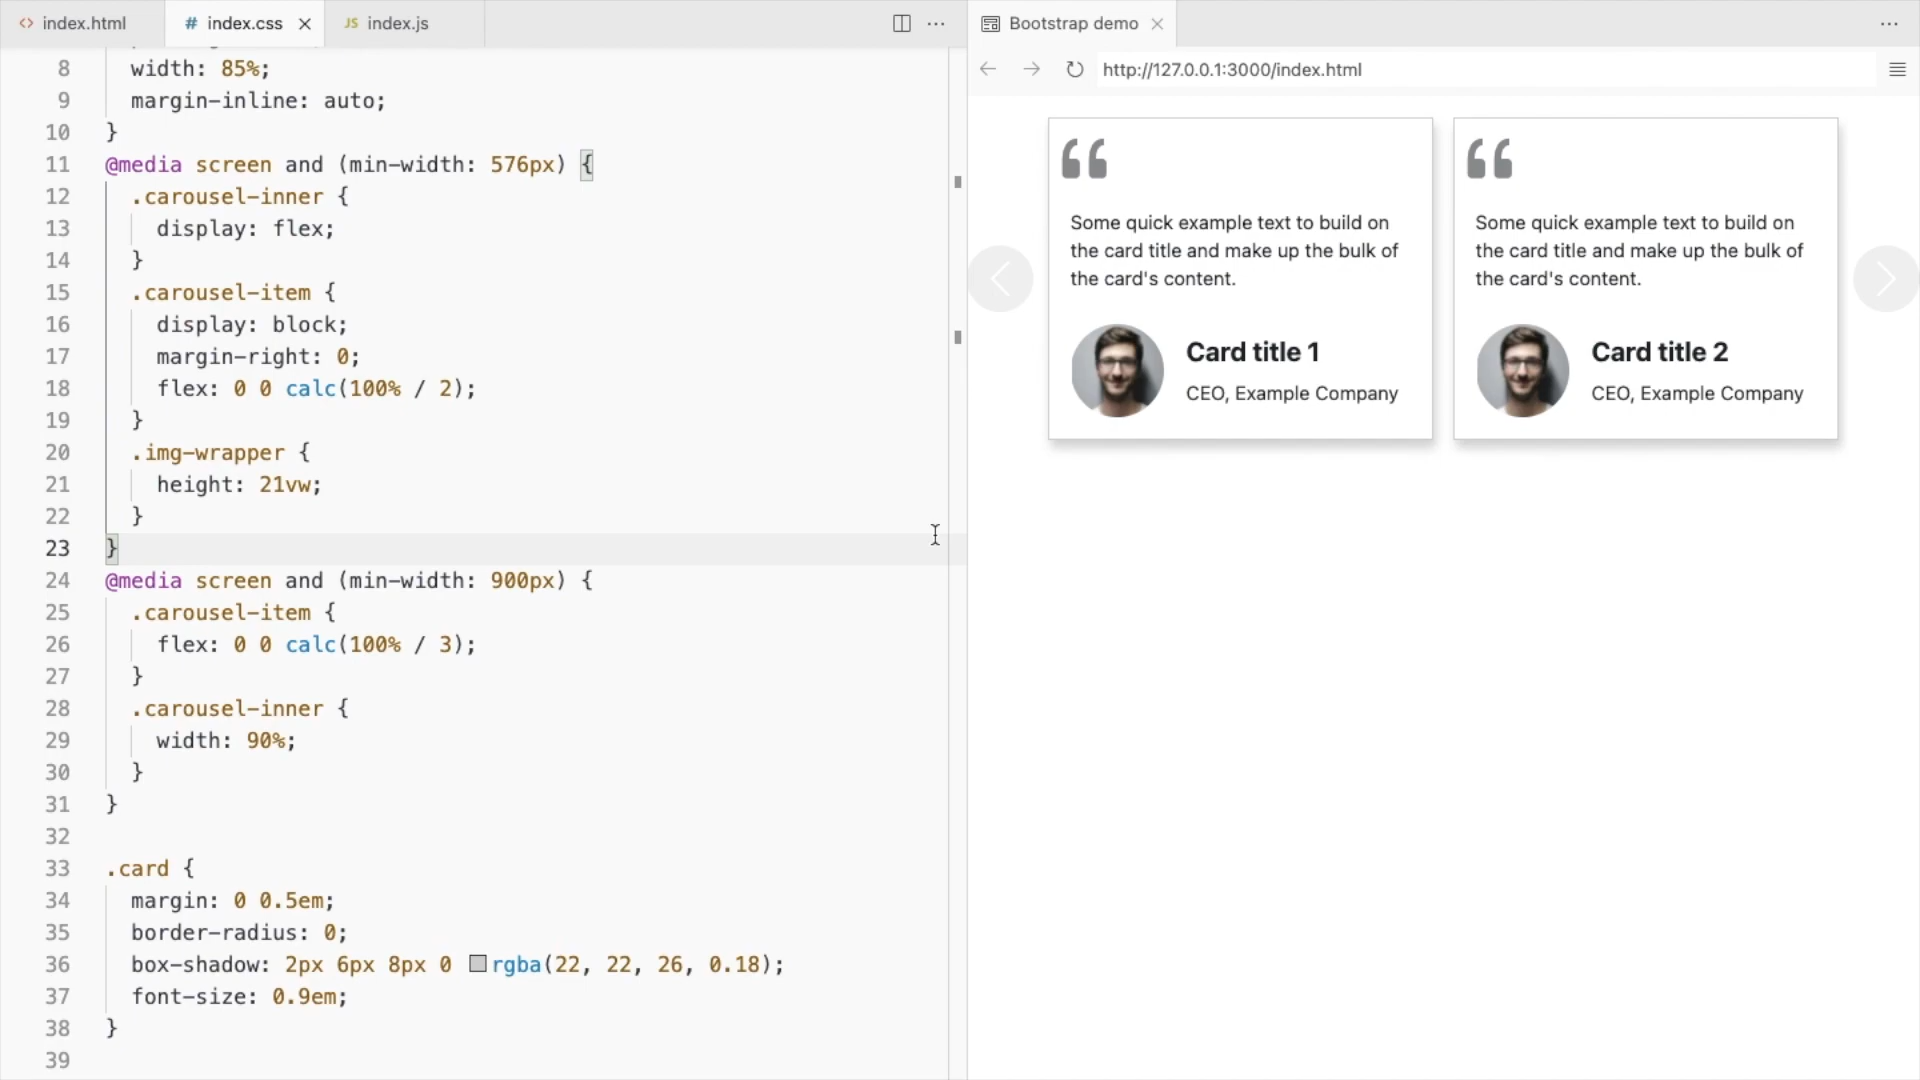 <> index.html # index.css × JS index.js ···
8 width: 85%;
9 margin-inline: auto;
10 }
11 @media screen and (min-width: 576px) {
12 .carousel-inner {
13 display: flex;
14 }
15 .carousel-item {
16 display: block;
17 margin-right: 0;
18 flex: 0 0 calc(100% / 2);
19 }
20 .img-wrapper {
21 height: 21vw;
22 }
23 }
24 @media screen and (min-width: 900px) {
25 .carousel-item {
26 flex: 0 0 calc(100% / 3);
27 }
28 .carousel-inner {
29 width: 90%;
30 }
31 }
32
33 .card {
34 margin: 0 0.5em;
35 border-radius: 0;
36 box-shadow: 2px 6px 8px 0 rgba(22, 22, 26, 0.18);
37 font-size: 0.9em;
38 }
39
Bootstrap demo × ···
http://127.0.0.1:3000/index.html
Some quick example text to build on
the card title and make up the bulk of
the card's content.
Card title 1
CEO, Example Company
Some quick example text to build on
the card title and make up the bulk of
the card's content.
Card title 2
CEO, Example Company